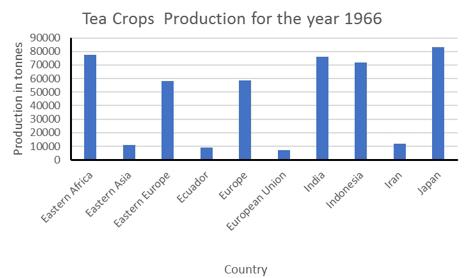 Tea Crops Production for the year 1966
Production in tonnes
90000
80000
70000
60000
50000
40000
30000
20000
10000
0
Eastern Africa
Eastern Asia
Eastern Europe
Ecuador
Europe
European Union
India
Indonesia
Iran
Japan
Country